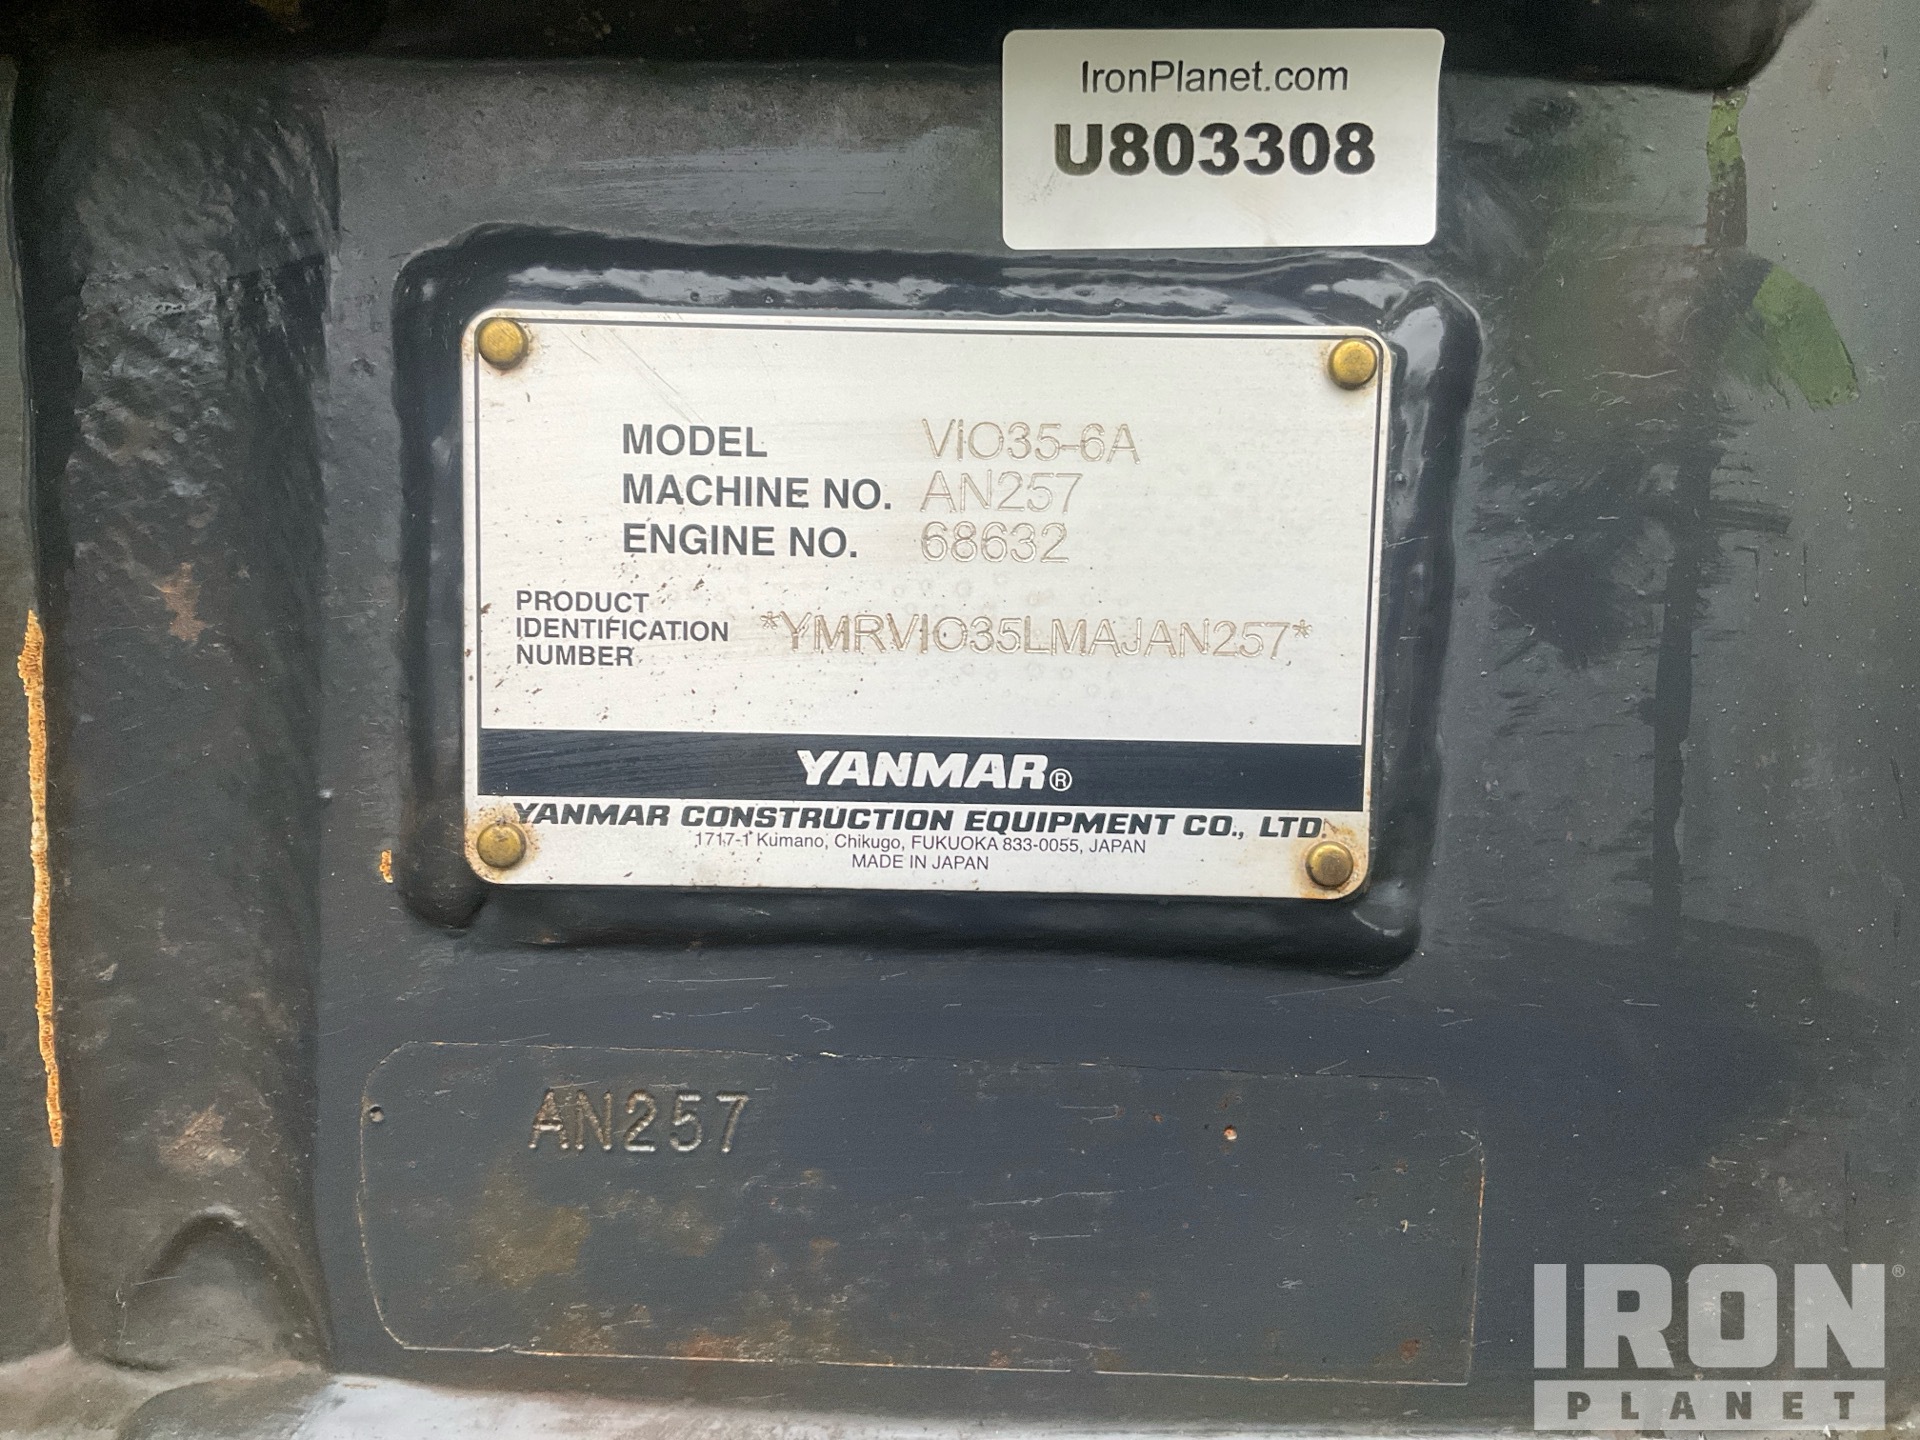 IronPlanet.com
U803308
MODEL VIO35-6A
MACHINE NO. AN257
ENGINE NO. 68632
PRODUCT
IDENTIFICATION
NUMBER
*YMRVIO35LMAJAN257*
YANMAR®
YANMAR CONSTRUCTION EQUIPMENT CO., LTD.
1717-1 Kumano, Chikugo, FUKUOKA 833-0055, JAPAN
MADE IN JAPAN
AN257
IRON®
PLANET